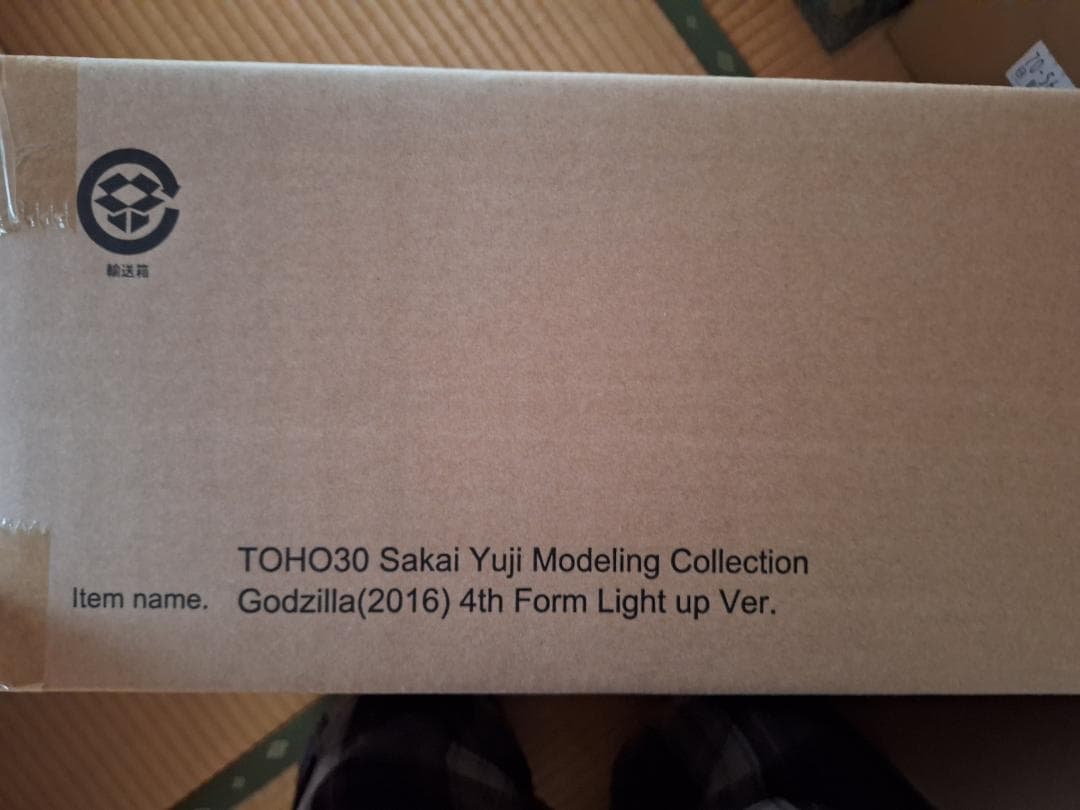 輸送箱
TOHO30 Sakai Yuji Modeling Collection
Item name. Godzilla(2016) 4th Form Light up Ver.